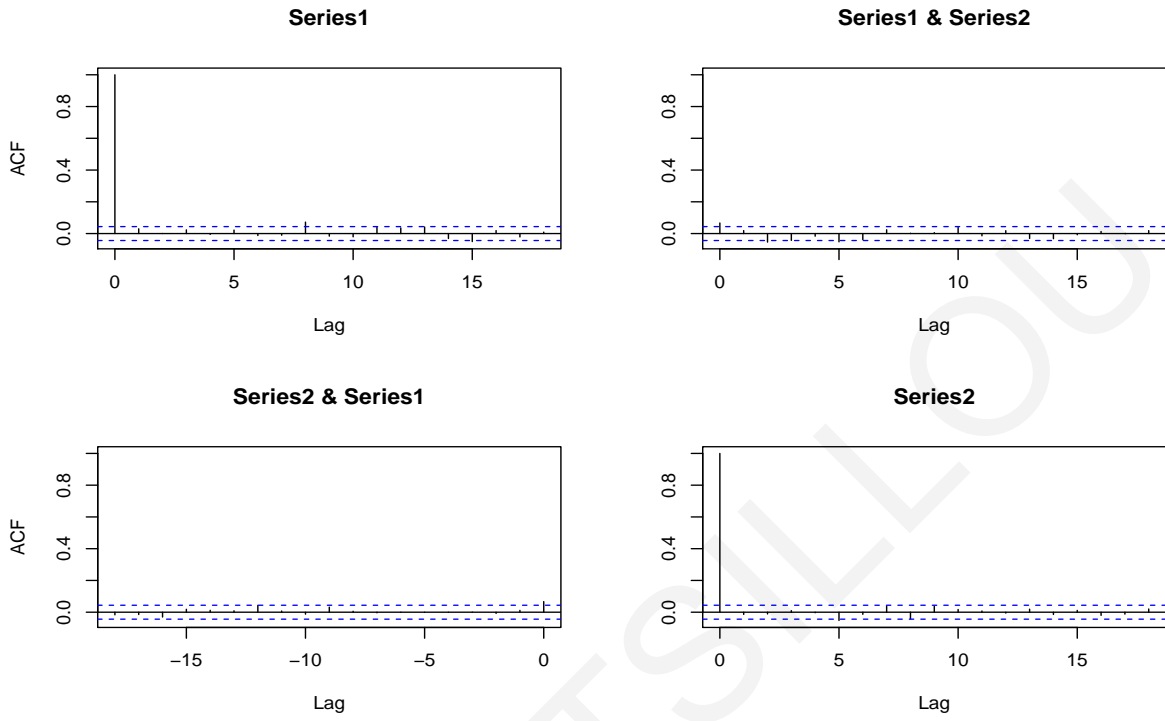 Series1
ACF
0.0 0.4 0.8
0 5 10 15
Lag
Series1 & Series2
0.0 0.4 0.8
0 5 10 15
Lag
Series2 & Series1
ACF
0.0 0.4 0.8
−15 −10 −5 0
Lag
Series2
0.0 0.4 0.8
0 5 10 15
Lag
TSILLOU